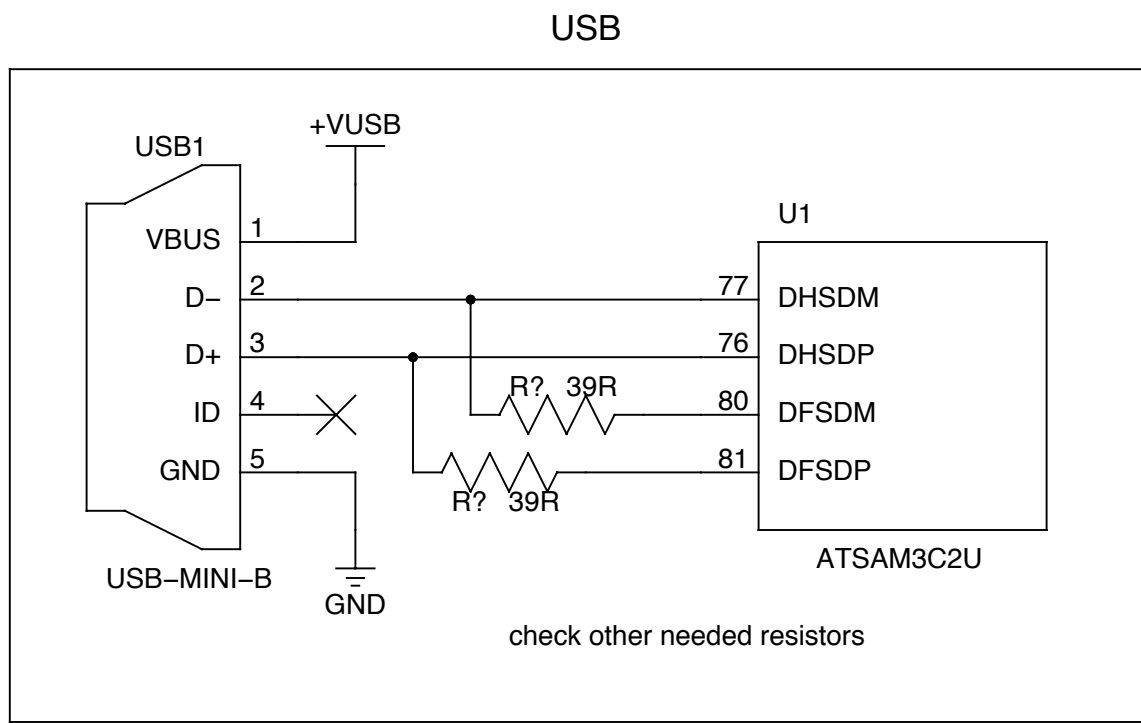 USB
+VUSB
USB1
U1
VBUS 1
D− 2 77 DHSDM
D+ 3 76 DHSDP
R? 39R
ID 4 80 DFSDM
GND 5 81 DFSDP
R? 39R
ATSAM3C2U
USB−MINI−B
GND
check other needed resistors